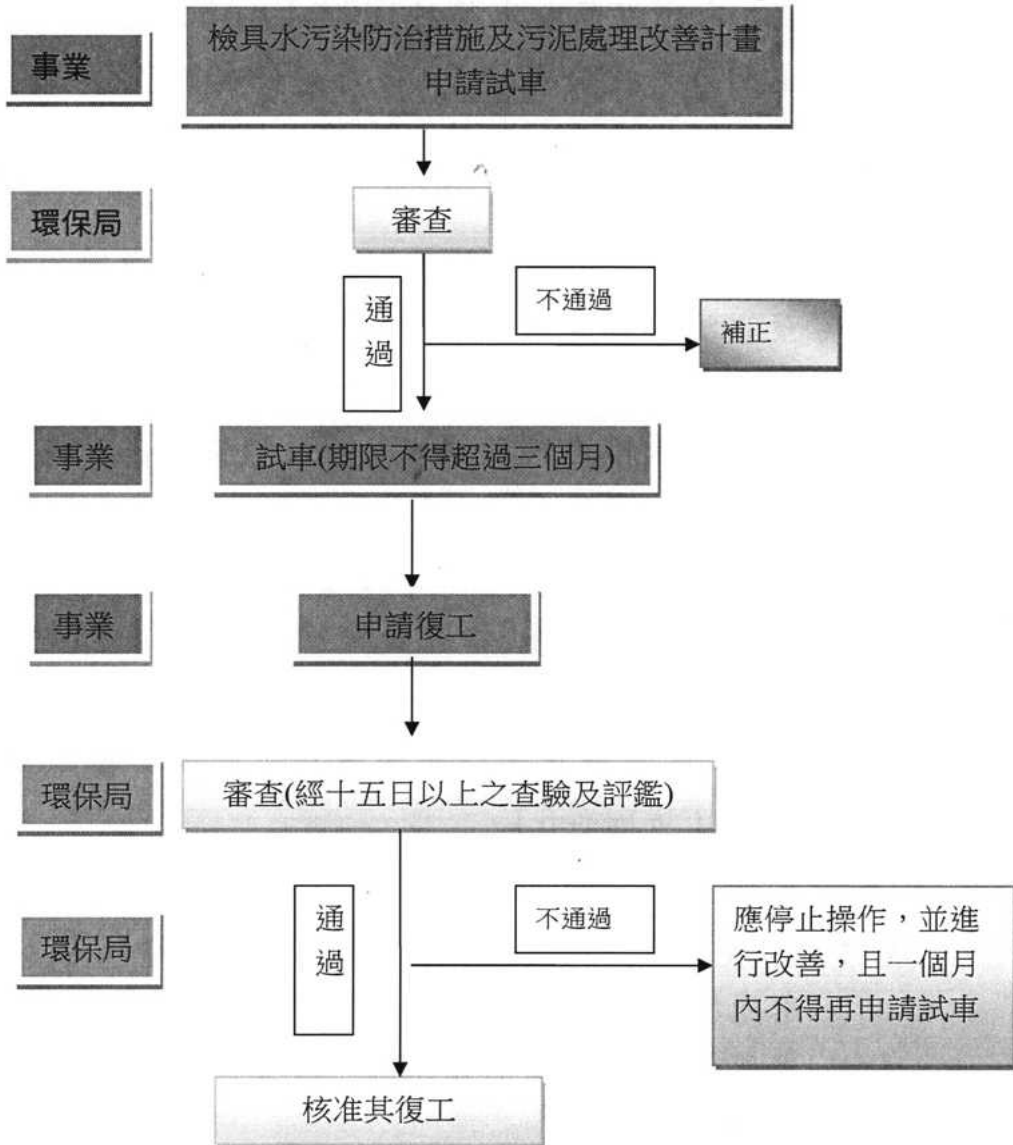 事業
檢具水污染防治措施及污泥處理改善計畫
申請試車
環保局
審查
通
過
不通過
補正
事業
試車(期限不得超過三個月)
事業
申請復工
環保局
審查(經十五日以上之查驗及評鑑)
環保局
通
過
不通過
應停止操作，並進
行改善，且一個月
內不得再申請試車
核准其復工